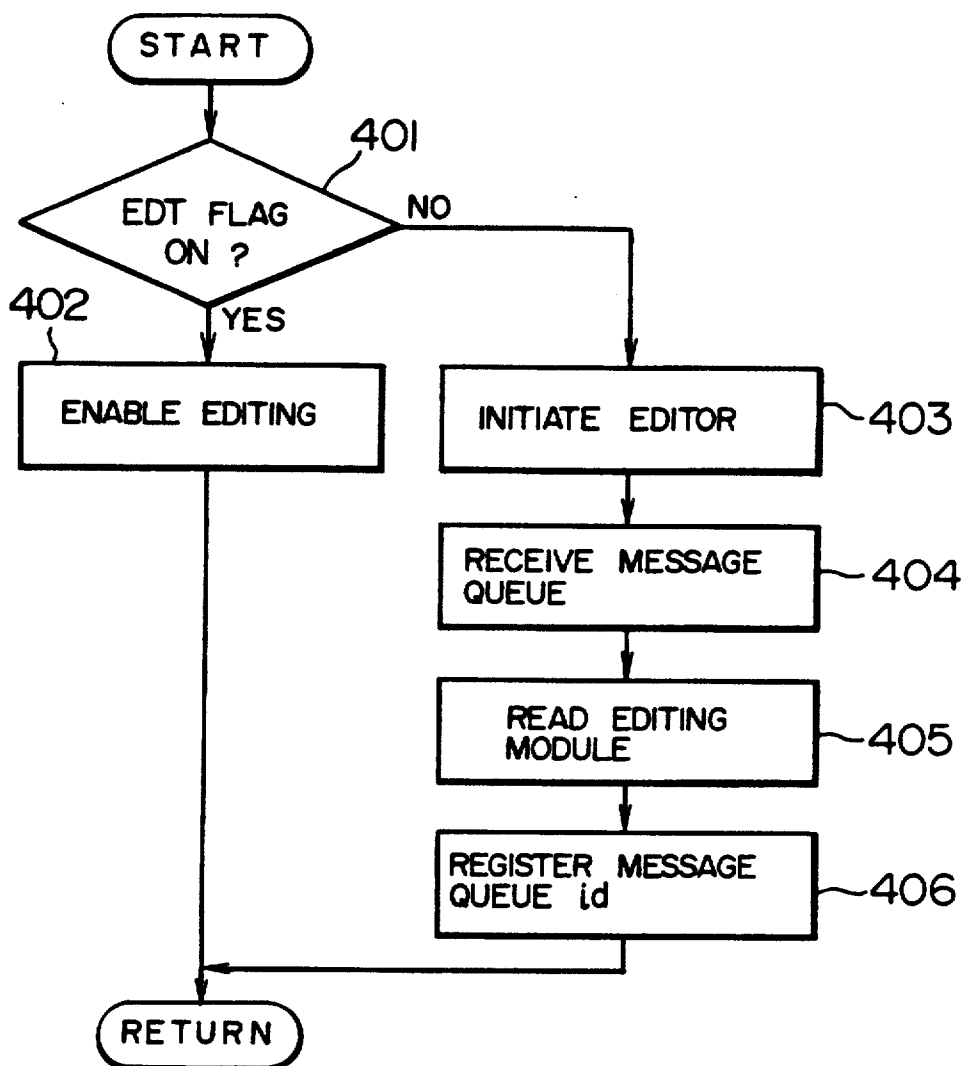 START
401
EDT FLAG
ON ?
NO
402
YES
ENABLE EDITING
INITIATE EDITOR
403
RECEIVE MESSAGE
QUEUE
404
READ EDITING
MODULE
405
REGISTER MESSAGE
QUEUE id
406
RETURN